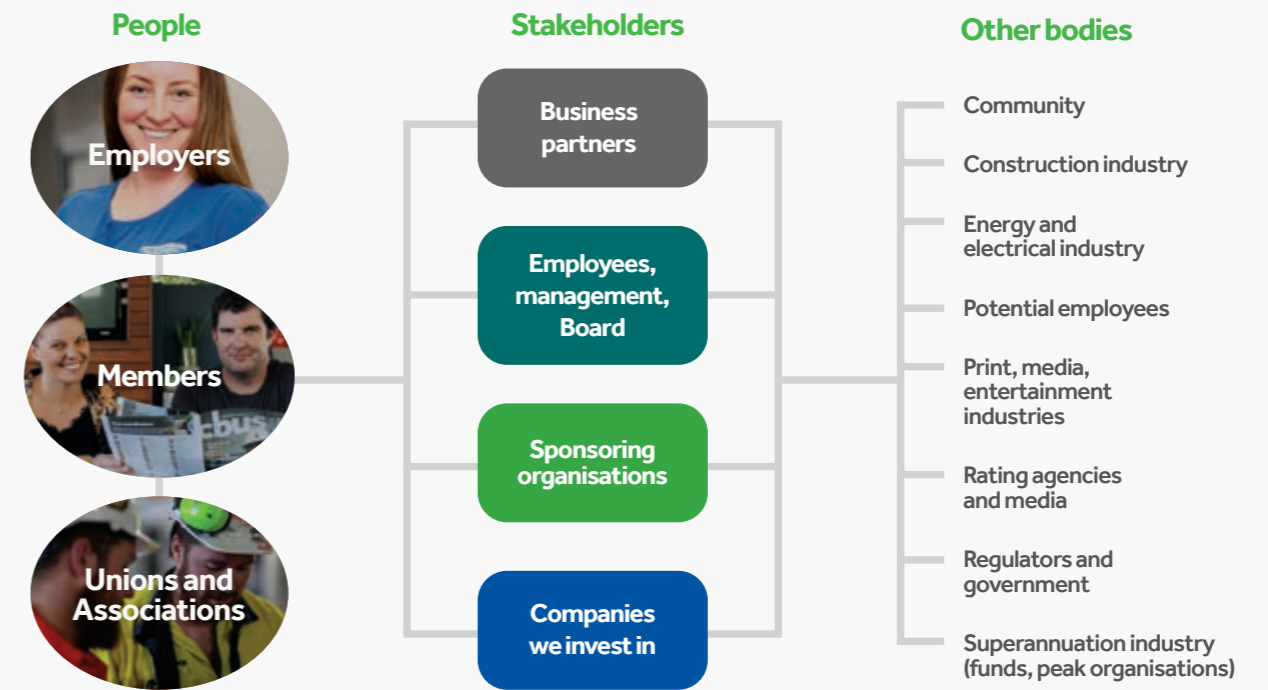 People
Employers
Members
cbus
Unions and
Associations
Stakeholders
Business
partners
Employees,
management,
Board
Sponsoring
organisations
Companies
we invest in
Other bodies
Community
Construction industry
Energy and
electrical industry
Potential employees
Print, media,
entertainment
industries
Rating agencies
and media
Regulators and
government
Superannuation industry
(funds, peak organisations)